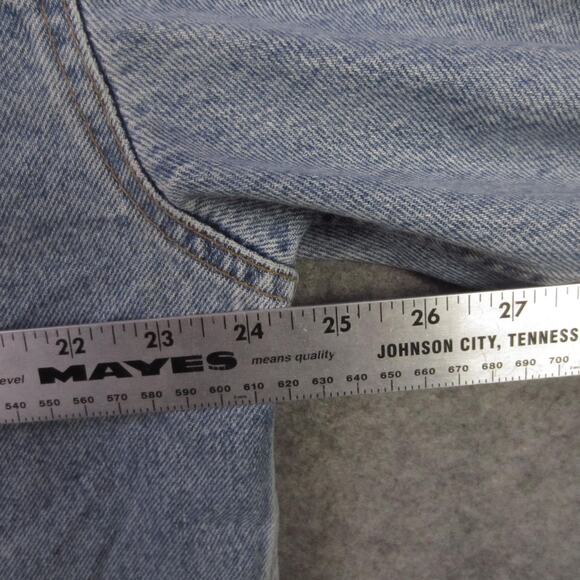 22 23 24 25 26 27
level MAYES means quality JOHNSON CITY, TENNESS
540 550 560 570 580 590 600 610 620 630 640 650 660 670 680 690 700